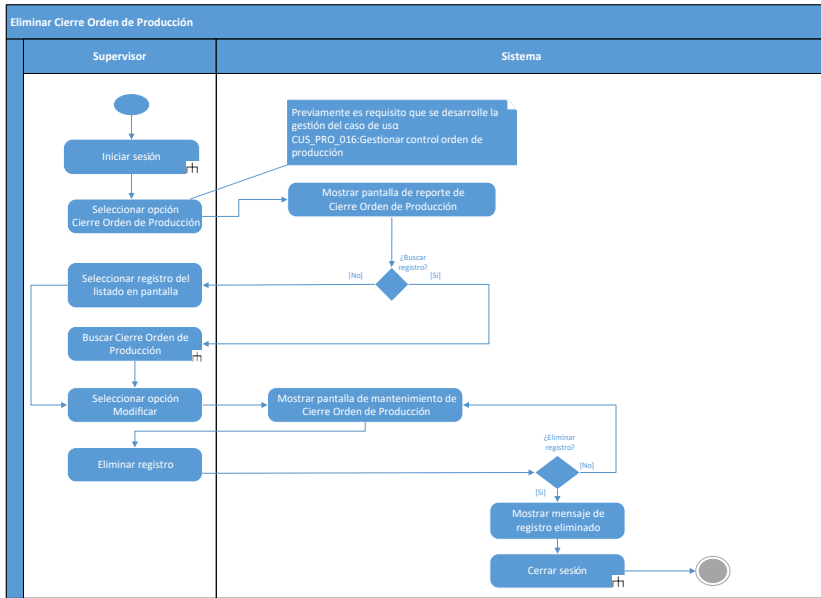 Eliminar Cierre Orden de Producción
Supervisor
Sistema
Previamente es requisito que se desarrolle la
gestión del caso de uso
CUS_PRO_016:Gestionar control orden de
producción
Iniciar sesión
Seleccionar opción
Cierre Orden de Producción
Mostrar pantalla de reporte de
Cierre Orden de Producción
¿Buscar
registro?
[No]
[Si]
Seleccionar registro del
listado en pantalla
Buscar Cierre Orden de
Producción
Seleccionar opción
Modificar
Mostrar pantalla de mantenimiento de
Cierre Orden de Producción
Eliminar registro
¿Eliminar
registro?
[No]
[Si]
Mostrar mensaje de
registro eliminado
Cerrar sesión